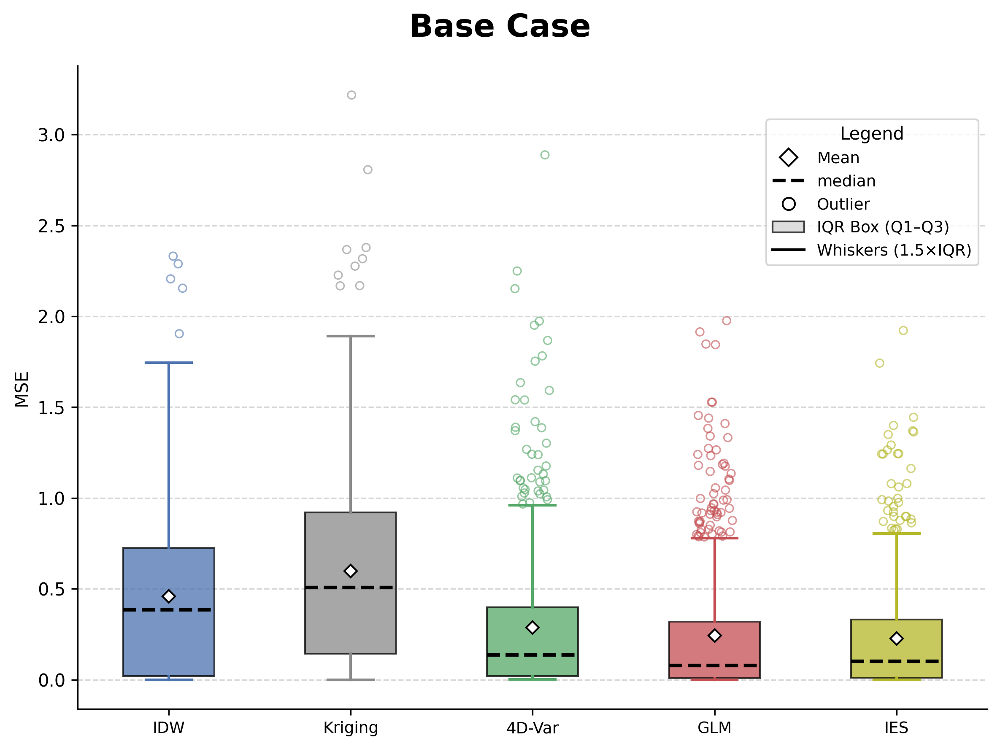 Base Case
3.0
2.5
2.0
1.5
1.0
0.5
0.0
MSE
Legend
Mean
median
Outlier
IQR Box (Q1–Q3)
Whiskers (1.5×IQR)
IDW
Kriging
4D-Var
GLM
IES